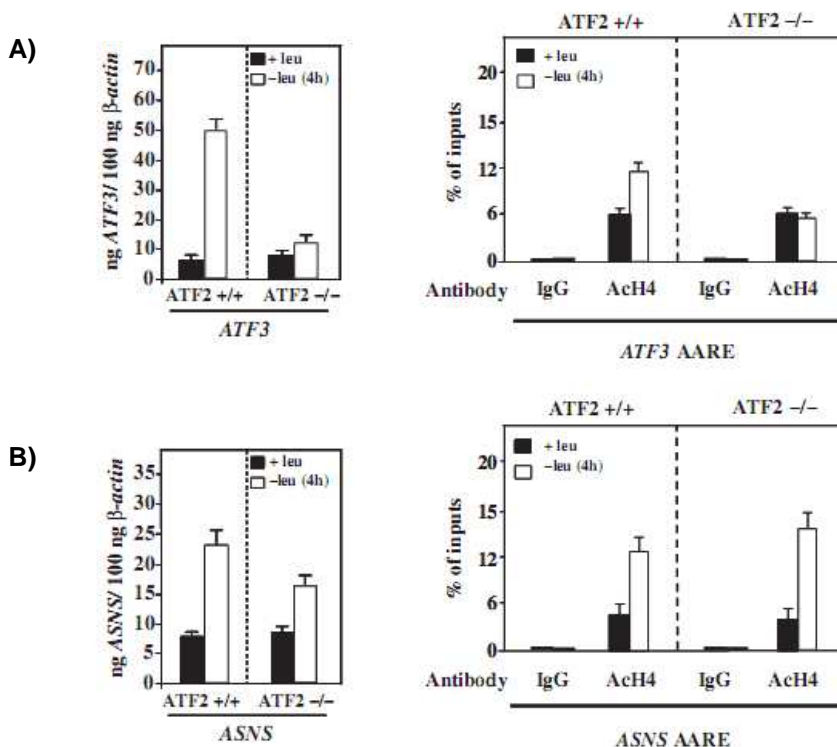 A)
+ leu
–leu (4h)
70
60
50
40
30
20
10
0
ng ATF3/ 100 ng β-actin
ATF2 +/+ ATF2 –/–
ATF3
ATF2 +/+ ATF2 –/–
+ leu
–leu (4h)
20
15
12
6
0
% of inputs
Antibody IgG AcH4 IgG AcH4
ATF3 AARE
B)
+ leu
–leu (4h)
35
30
25
20
15
10
5
0
ng ASNS/ 100 ng β-actin
ATF2 +/+ ATF2 –/–
ASNS
ATF2 +/+ ATF2 –/–
+ leu
–leu (4h)
20
15
12
6
0
% of inputs
Antibody IgG AcH4 IgG AcH4
ASNS AARE